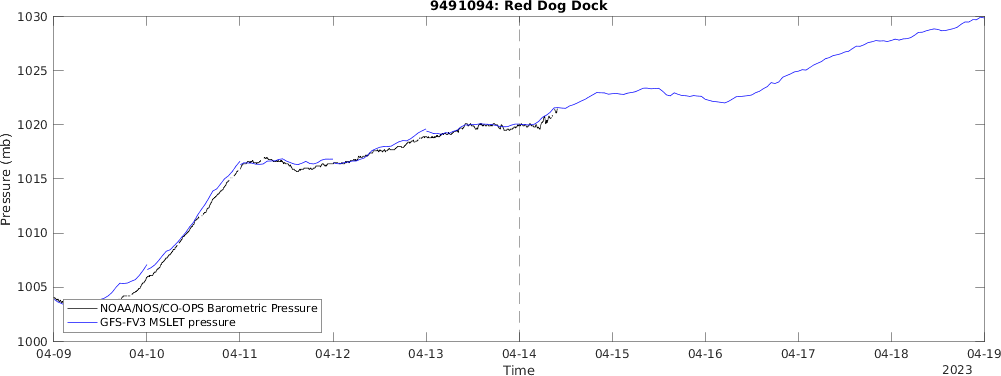 9491094: Red Dog Dock
Pressure (mb)
1030
1025
1020
1015
1010
1005
1000
NOAA/NOS/CO-OPS Barometric Pressure
GFS-FV3 MSLET pressure
04-09 04-10 04-11 04-12 04-13 04-14 04-15 04-16 04-17 04-18 04-19
Time
2023